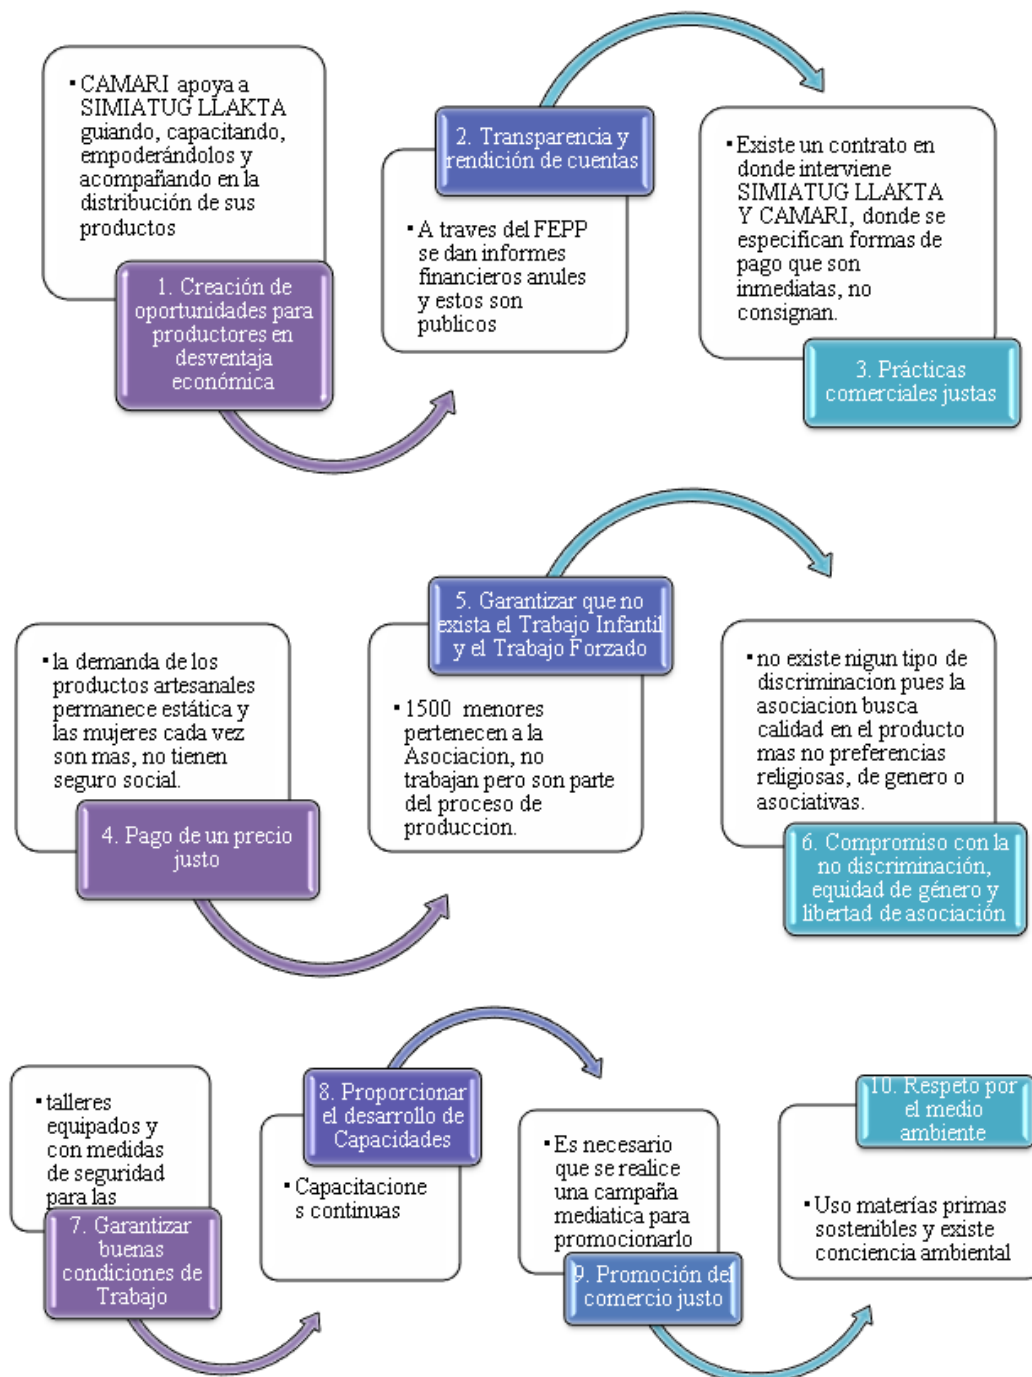 ▪ CAMARI apoya a
SIMIATUG LLAKTA
guiando, capacitando,
empoderándolos y
acompañando en la
distribución de sus
productos
1. Creación de
oportunidades para
productores en
desventaja
económica
2. Transparencia y
rendición de cuentas
▪ A traves del FEPP
se dan informes
financieros anules
y estos son
publicos
▪ Existe un contrato en
donde interviene
SIMIATUG LLAKTA
Y CAMARI, donde se
especifican formas de
pago que son
inmediatas, no
consignan.
3. Prácticas
comerciales justas
▪ la demanda de los
productos artesanales
permanece estática y
las mujeres cada vez
son mas, no tienen
seguro social.
4. Pago de un precio
justo
5. Garantizar que no
exista el Trabajo Infantil
y el Trabajo Forzado
▪ 1500 menores
pertenecen a la
Asociacion, no
trabajan pero son parte
del proceso de
produccion.
▪ no existe nigun tipo de
discriminacion pues la
asociacion busca
calidad en el producto
mas no preferencias
religiosas, de genero o
asociativas.
6. Compromiso con la
no discriminación,
equidad de género y
libertad de asociación
▪ talleres
equipados y
con medidas
de seguridad
para las
7. Garantizar
buenas
condiciones de
Trabajo
8. Proporcionar
el desarrollo de
Capacidades
▪ Capacitacione
s continuas
▪ Es necesario
que se realice
una campaña
mediatica para
promocionarlo
9. Promoción del
comercio justo
10. Respeto por
el medio
ambiente
▪ Uso materías primas
sostenibles y existe
conciencia ambiental